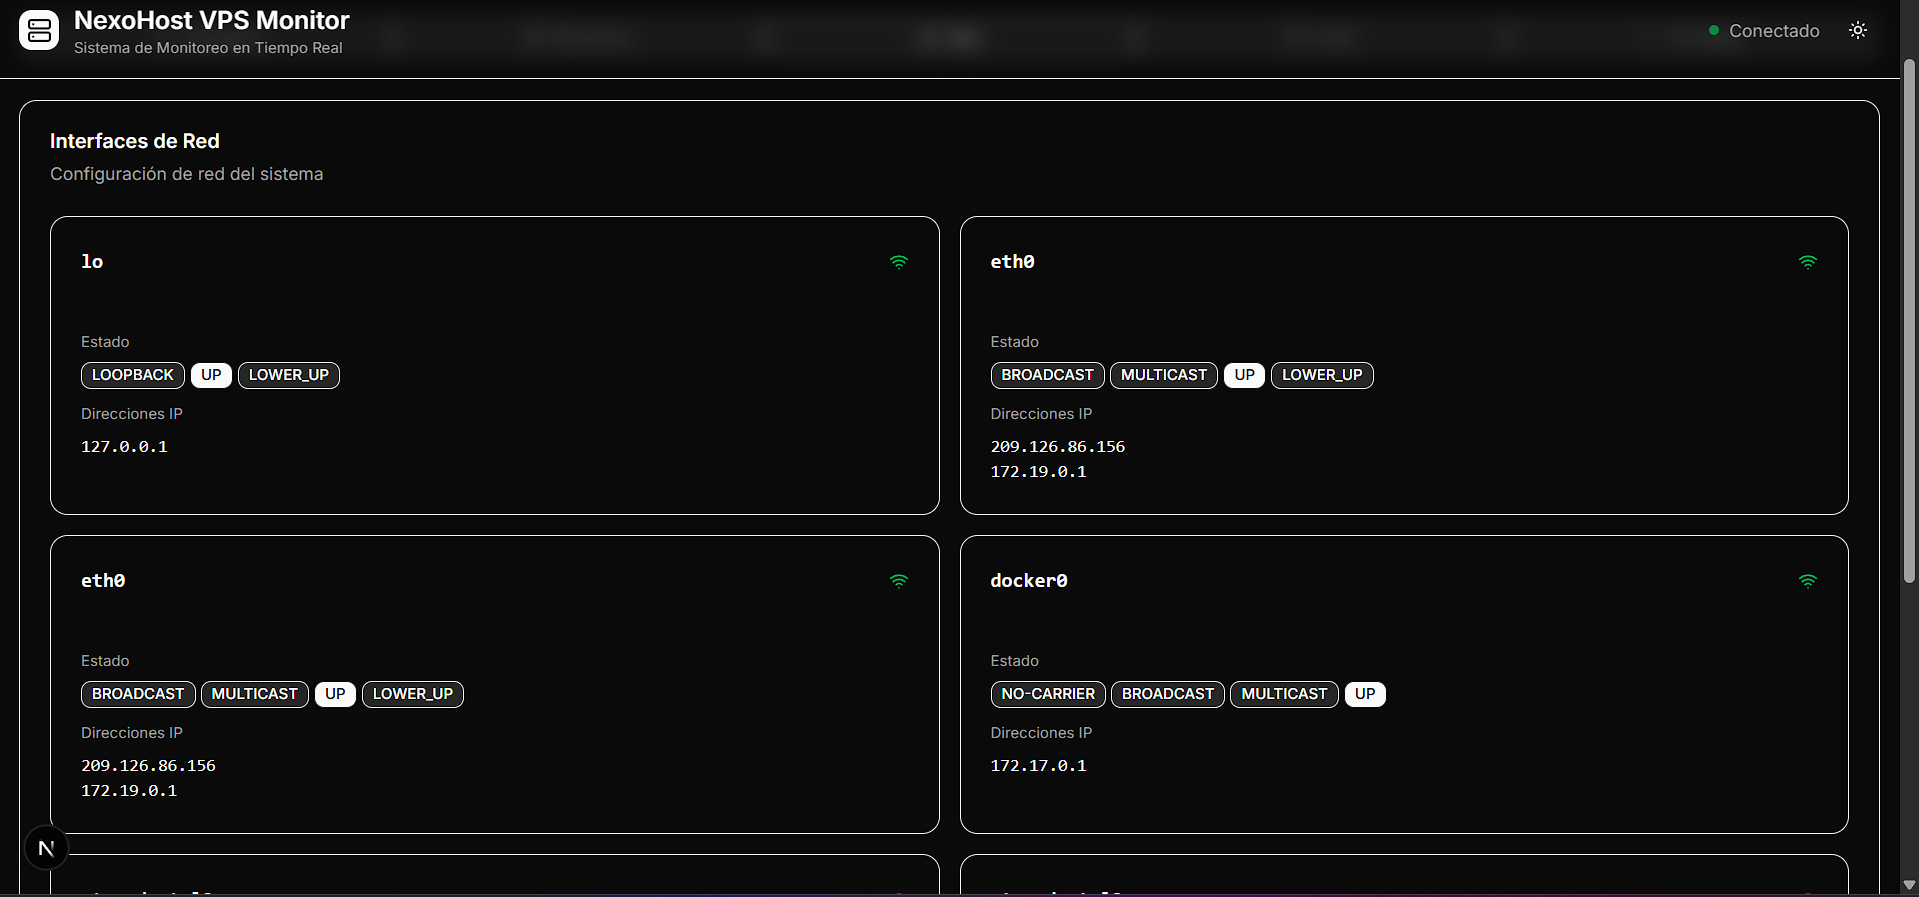 NexoHost VPS Monitor
Sistema de Monitoreo en Tiempo Real
Conectado
Interfaces de Red
Configuración de red del sistema
lo
Estado
LOOPBACK UP LOWER_UP
Direcciones IP
127.0.0.1
eth0
Estado
BROADCAST MULTICAST UP LOWER_UP
Direcciones IP
209.126.86.156
172.19.0.1
eth0
Estado
BROADCAST MULTICAST UP LOWER_UP
Direcciones IP
209.126.86.156
172.19.0.1
docker0
Estado
NO-CARRIER BROADCAST MULTICAST UP
Direcciones IP
172.17.0.1
N